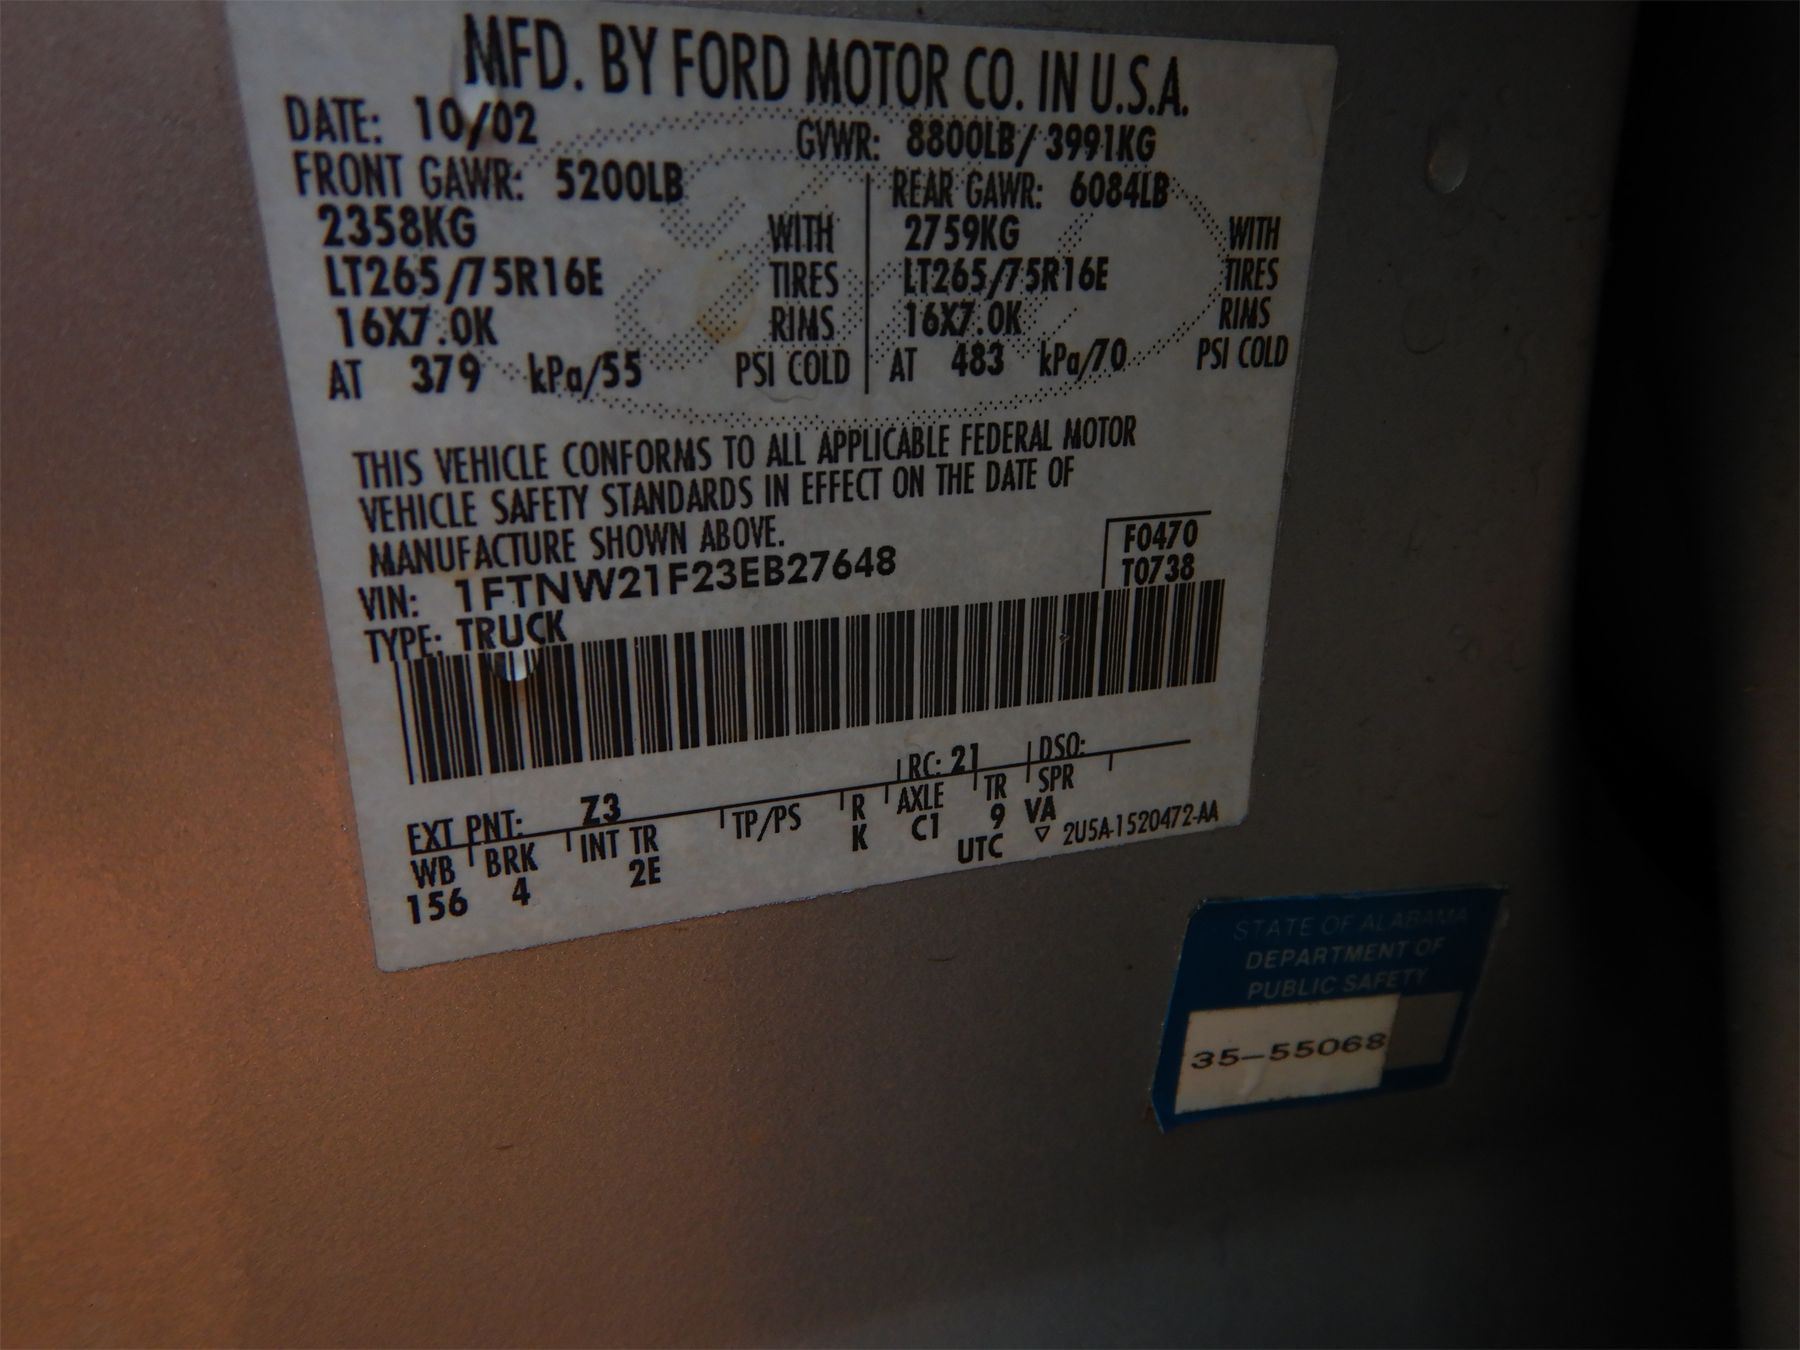 MFD. BY FORD MOTOR CO. IN U.S.A.
DATE: 10/02 GVWR: 8800LB/ 3991KG
FRONT GAWR: 5200LB REAR GAWR: 6084LB
2358KG WITH 2759KG WITH
LT265/75R16E TIRES LT265/75R16E TIRES
16X7.0K RIMS 16X7.0K RIMS
AT 379 kPa/55 PSI COLD AT 483 kPa/70 PSI COLD
THIS VEHICLE CONFORMS TO ALL APPLICABLE FEDERAL MOTOR
VEHICLE SAFETY STANDARDS IN EFFECT ON THE DATE OF
MANUFACTURE SHOWN ABOVE.
VIN: 1FTNW21F23EB27648
TYPE: TRUCK
F0470
T0738
EXT PNT: Z3 RC: 21 DSO:
WB BRK INT TR TP/PS R AXLE TR SPR
156 4 2E K C1 9 VA
UTC ▽ 2U5A-1520472-AA
STATE OF ALABAMA
DEPARTMENT OF
PUBLIC SAFETY
35-55068